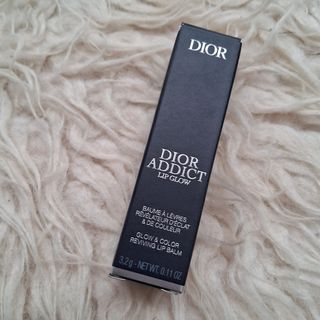 DIOR
DIOR
ADDICT
LIP GLOW
BAUME À LÈVRES
RÉVÉLATEUR D'ÉCLAT
& DE COULEUR
GLOW & COLOR
REVIVING LIP BALM
3.2 g - NET WT. 0.11 OZ